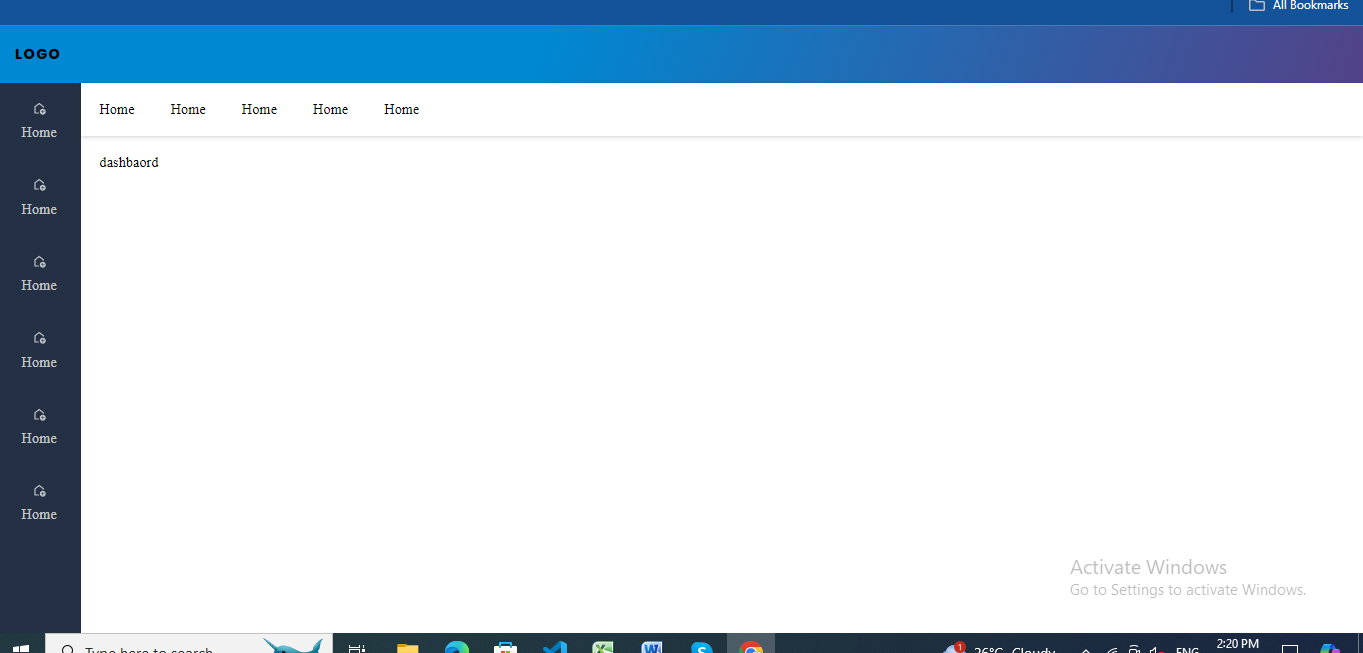 All Bookmarks
LOGO
Home Home Home Home Home
Home
dashbaord
Home
Home
Home
Home
Home
Activate Windows
Go to Settings to activate Windows.
Type here to search
1
26°C Cloudy
ENG
2:20 PM